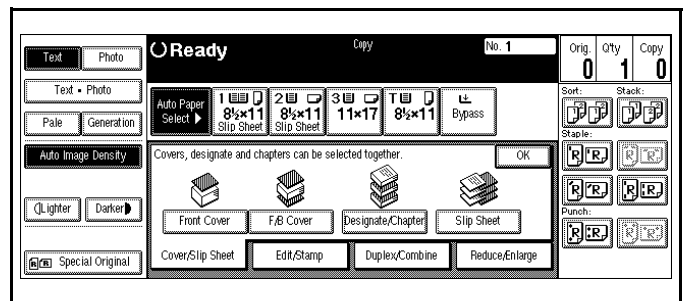 Text Photo
Text • Photo
Pale Generation
Auto Image Density
Lighter Darker
R R Special Original
Ready Copy No. 1
Auto Paper Select ▶
1 8½×11 Slip Sheet
2 8½×11 Slip Sheet
3 11×17
T 8½×11
Bypass
Covers, designate and chapters can be selected together. OK
Front Cover F/B Cover Designate/Chapter Slip Sheet
Cover/Slip Sheet Edit/Stamp Duplex/Combine Reduce/Enlarge
Orig. Q'ty Copy
0 1 0
Sort: Stack:
Staple:
R R R R
R R R R
Punch:
R R R R